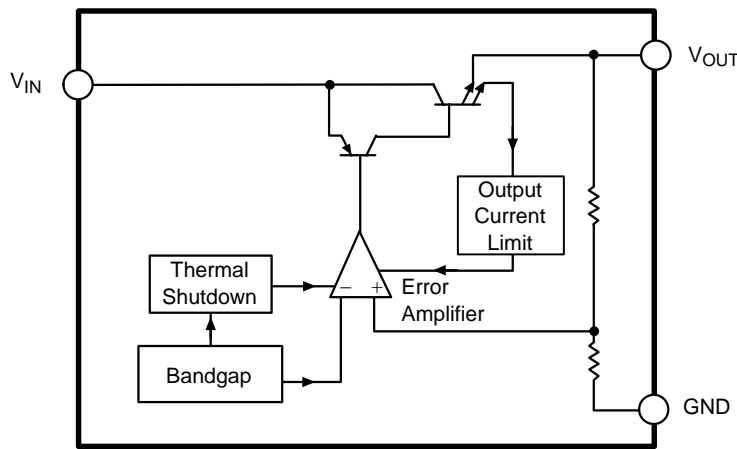 VIN
VOUT
Output
Current
Limit
Thermal
Shutdown
− +
Error
Amplifier
Bandgap
GND